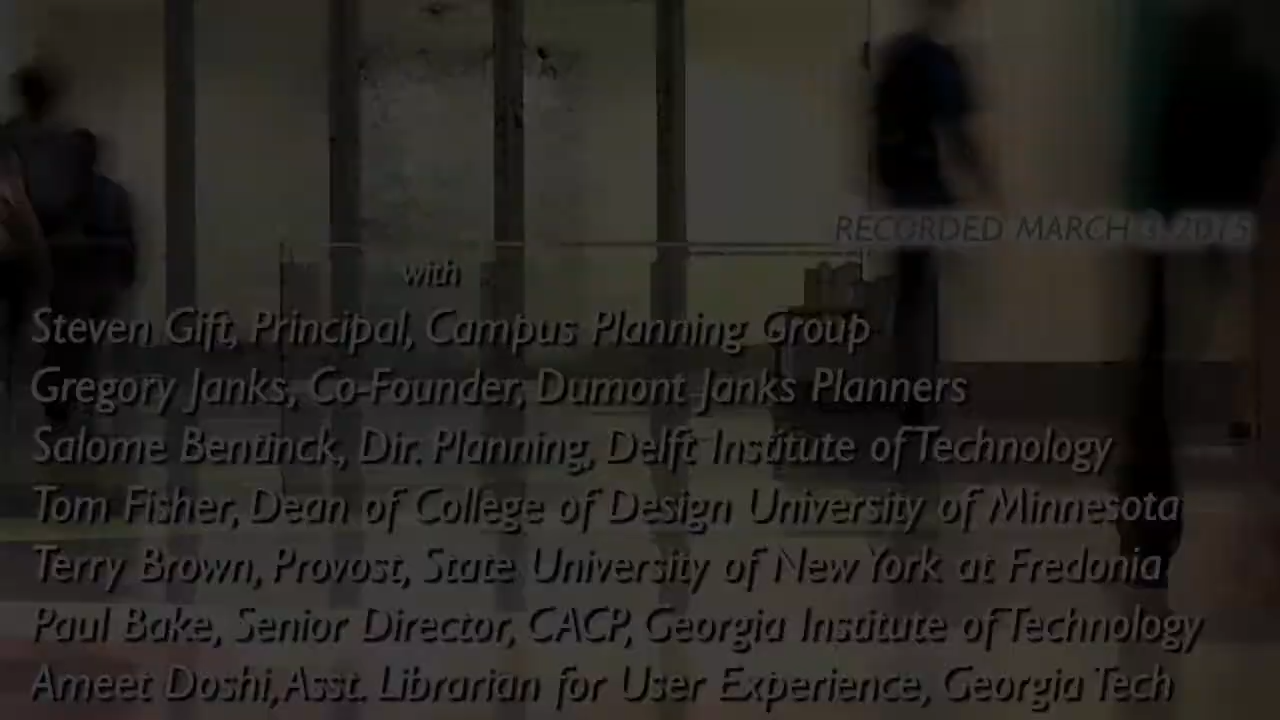 RECORDED MARCH 3, 2015
with
Steven Gift, Principal, Campus Planning Group
Gregory Janks, Co-Founder, Dumont-Janks Planners
Salome Bentinck, Dir. Planning, Delft Institute of Technology
Tom Fisher, Dean of College of Design University of Minnesota
Terry Brown, Provost, State University of New York at Fredonia
Paul Bake, Senior Director, CACP, Georgia Institute of Technology
Ameet Doshi, Asst. Librarian for User Experience, Georgia Tech